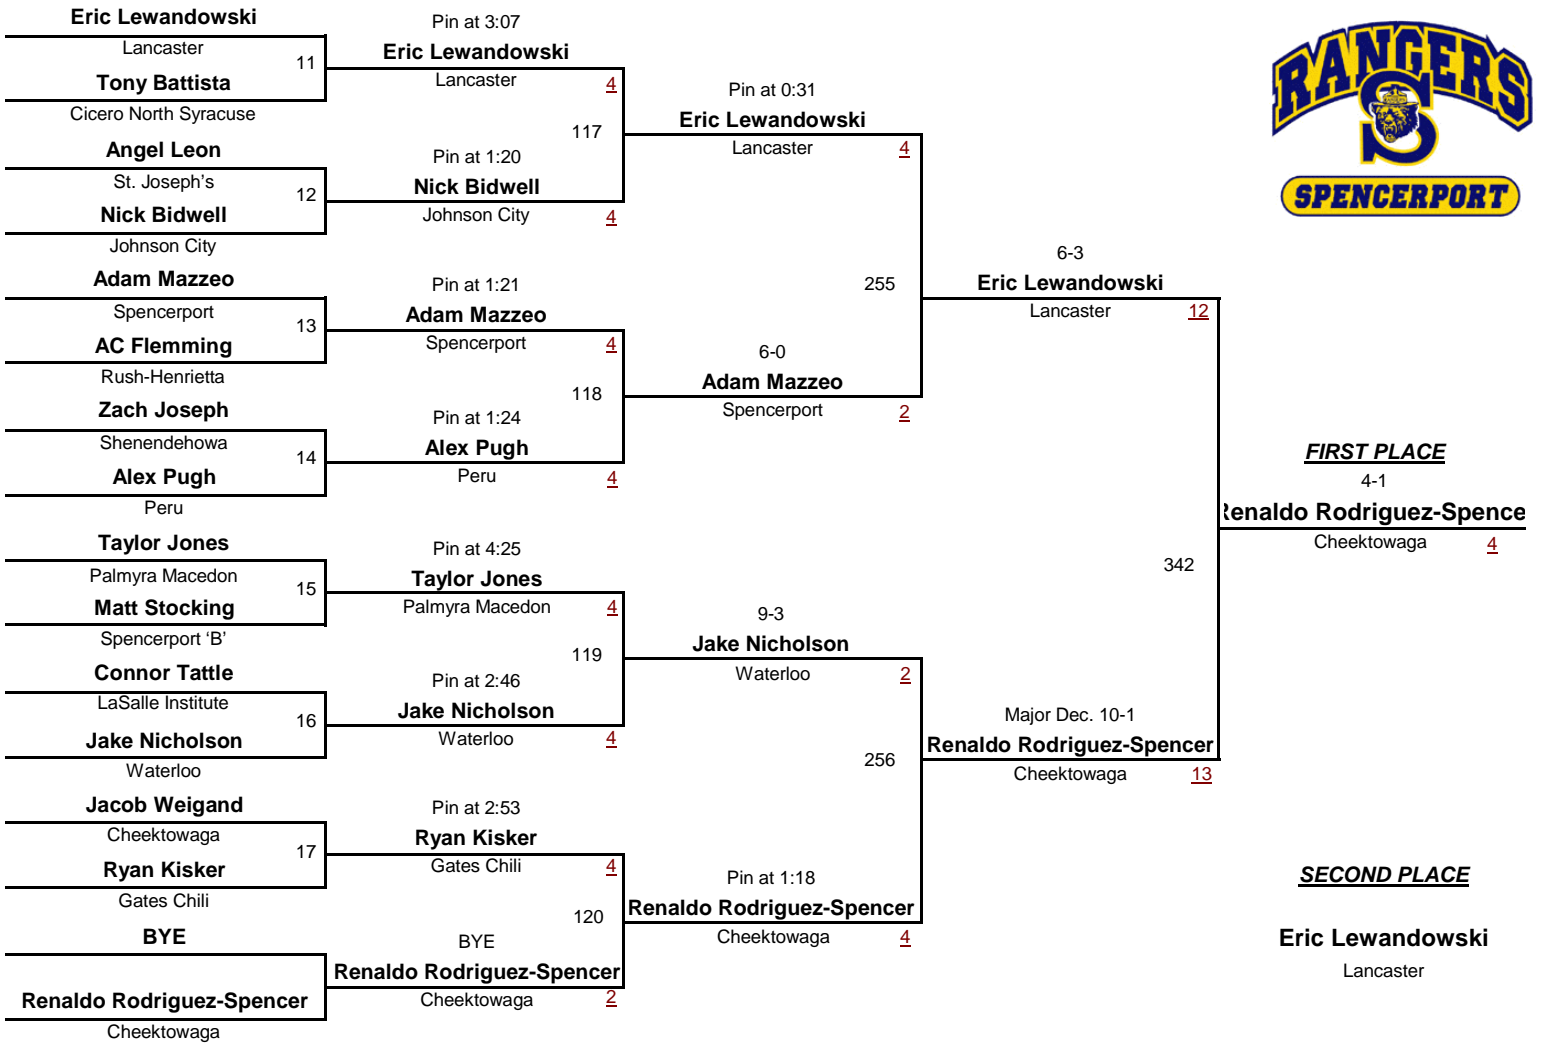 Eric Lewandowski
Lancaster
11
Tony Battista
Cicero North Syracuse
Angel Leon
St. Joseph's
12
Nick Bidwell
Johnson City
Adam Mazzeo
Spencerport
13
AC Flemming
Rush-Henrietta
Zach Joseph
Shenendehowa
14
Alex Pugh
Peru
Taylor Jones
Palmyra Macedon
15
Matt Stocking
Spencerport ‘B’
Connor Tattle
LaSalle Institute
16
Jake Nicholson
Waterloo
Jacob Weigand
Cheektowaga
17
Ryan Kisker
Gates Chili
BYE
Renaldo Rodriguez-Spencer
Cheektowaga
Pin at 3:07
Eric Lewandowski
Lancaster 4
117
Pin at 1:20
Nick Bidwell
Johnson City 4
Pin at 1:21
Adam Mazzeo
Spencerport 4
118
Pin at 1:24
Alex Pugh
Peru 4
Pin at 4:25
Taylor Jones
Palmyra Macedon 4
119
Pin at 2:46
Jake Nicholson
Waterloo 4
Pin at 2:53
Ryan Kisker
Gates Chili 4
120
BYE
Renaldo Rodriguez-Spencer
Cheektowaga 2
Pin at 0:31
Eric Lewandowski
Lancaster 4
255
6-0
Adam Mazzeo
Spencerport 2
9-3
Jake Nicholson
Waterloo 2
256
Pin at 1:18
Renaldo Rodriguez-Spencer
Cheektowaga 4
6-3
Eric Lewandowski
Lancaster 12
342
Major Dec. 10-1
Renaldo Rodriguez-Spencer
Cheektowaga 13
RANGERS
S
SPENCERPORT
FIRST PLACE
4-1
Renaldo Rodriguez-Spence
Cheektowaga 4
SECOND PLACE
Eric Lewandowski
Lancaster